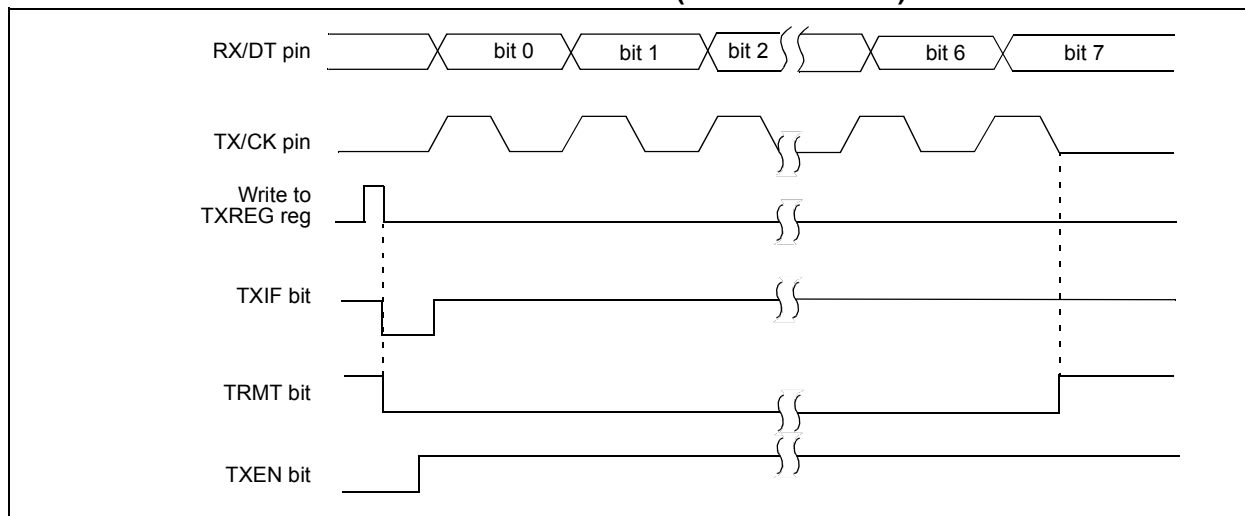 RX/DT pin bit 0 bit 1 bit 2 bit 6 bit 7
TX/CK pin
Write to
TXREG reg
TXIF bit
TRMT bit
TXEN bit